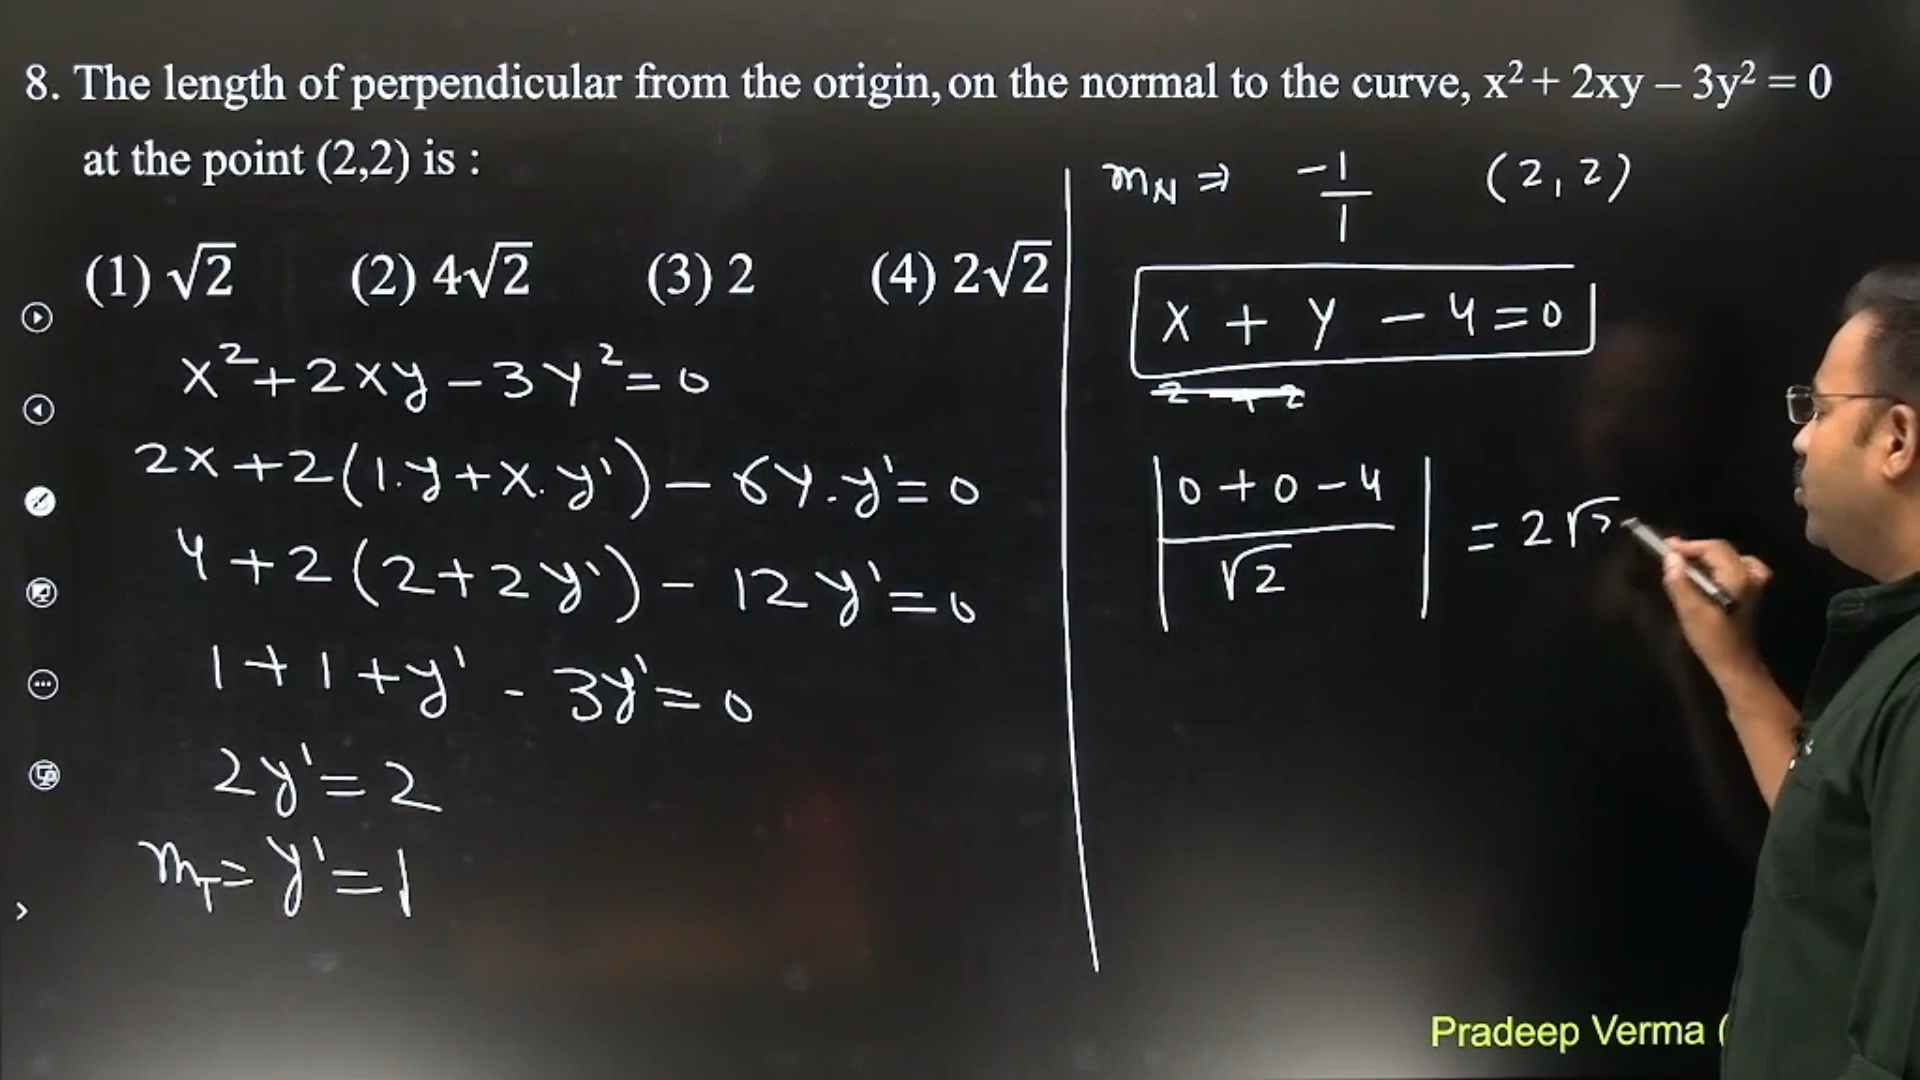 8. The length of perpendicular from the origin, on the normal to the curve, x² + 2xy – 3y² = 0
at the point (2,2) is :
(1) √2 (2) 4√2 (3) 2 (4) 2√2
x² + 2xy – 3y² = 0
2x + 2(1.y + x.y') – 6y.y' = 0
4 + 2(2 + 2y') – 12y' = 0
1 + 1 + y' - 3y' = 0
2y' = 2
m_T = y' = 1
m_N ⇒ -1/1 (2,2)
x + y – 4 = 0
|(0 + 0 – 4)/√2| = 2√2
Pradeep Verma (